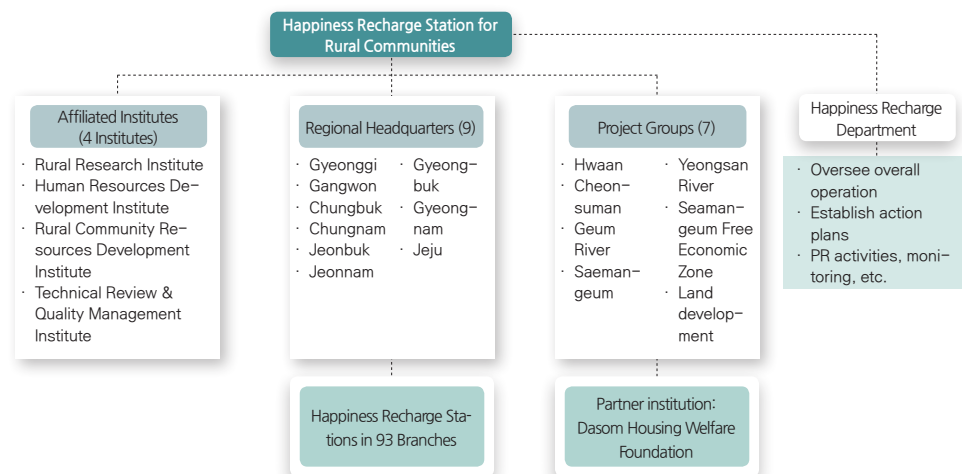 Happiness Recharge Station for
Rural Communities
Affiliated Institutes
(4 Institutes)
· Rural Research Institute
· Human Resources De-
velopment Institute
· Rural Community Re-
sources Development
Institute
· Technical Review &
Quality Management
Institute
Regional Headquarters (9)
· Gyeonggi
· Gangwon
· Chungbuk
· Chungnam
· Jeonbuk
· Jeonnam
· Gyeong-
buk
· Gyeong-
nam
· Jeju
Happiness Recharge Sta-
tions in 93 Branches
Project Groups (7)
· Hwaan
· Cheon-
suman
· Geum
River
· Saeman-
geum
· Yeongsan
River
· Seaman-
geum Free
Economic
Zone
· Land
develop-
ment
Partner institution:
Dasom Housing Welfare
Foundation
Happiness Recharge
Department
· Oversee overall
operation
· Establish action
plans
· PR activities, moni-
toring, etc.